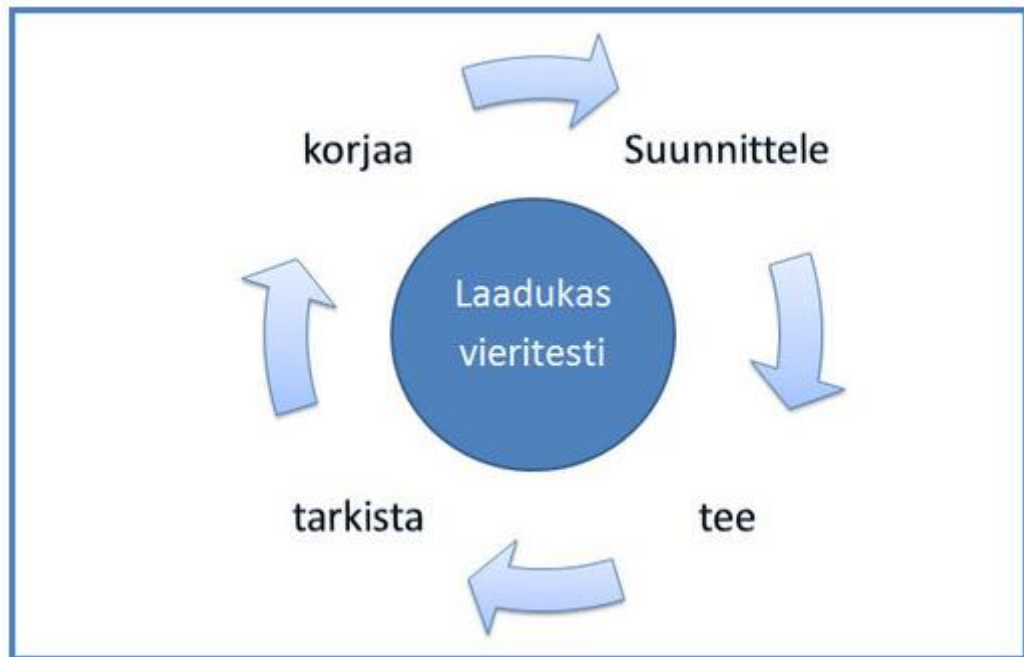 korjaa
Suunnittele
Laadukas
vieritesti
tarkista
tee